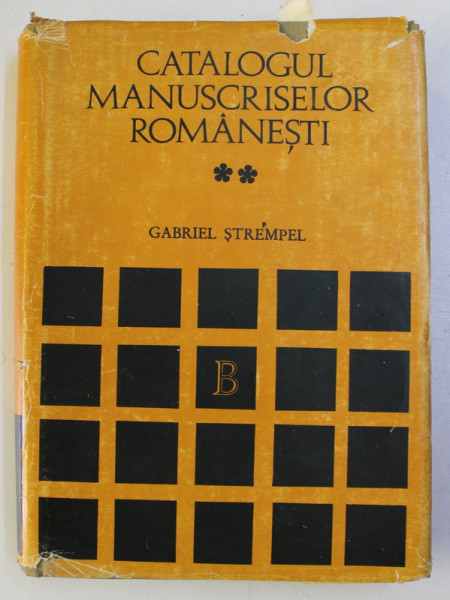 CATALOGUL
MANUSCRISELOR
ROMÂNEȘTI
**
GABRIEL ȘTREMPEL
B